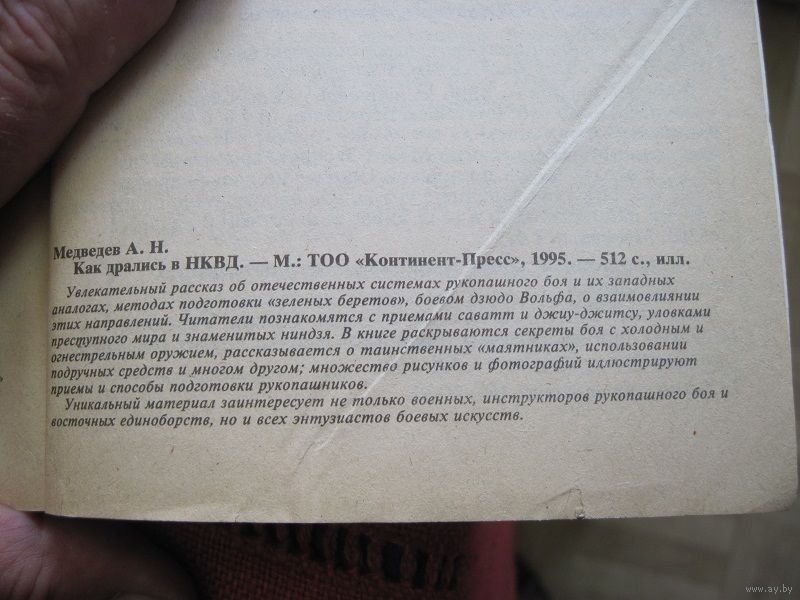 Медведев А. Н.
Как дрались в НКВД. — М.: ТОО «Континент-Пресс», 1995. — 512 с., илл.
Увлекательный рассказ об отечественных системах рукопашного боя и их западных
аналогах, методах подготовки «зеленых беретов», боевом дзюдо Вольфа, о взаимовлиянии
этих направлений. Читатели познакомятся с приемами саватт и джиу-джитсу, уловками
преступного мира и знаменитых ниндзя. В книге раскрываются секреты боя с холодным и
огнестрельным оружием, рассказывается о таинственных «маятниках», использовании
подручных средств и многом другом; множество рисунков и фотографий иллюстрируют
приемы и способы подготовки рукопашников.
Уникальный материал заинтересует не только военных, инструкторов рукопашного боя и
восточных единоборств, но и всех энтузиастов боевых искусств.
www.ay.by